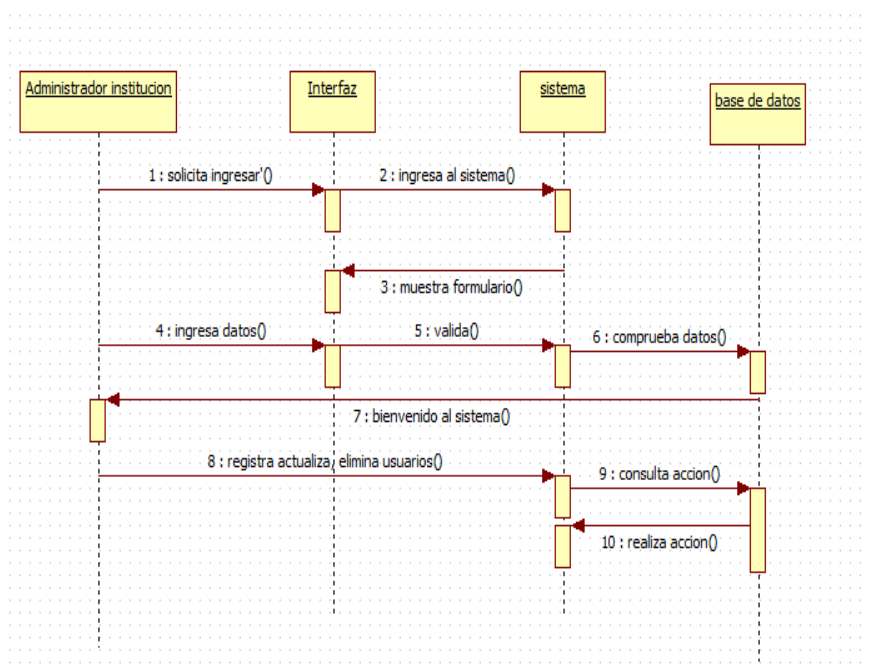 Administrador institucion
Interfaz
sistema
base de datos
1 : solicita ingresar'()
2 : ingresa al sistema()
3 : muestra formulario()
4 : ingresa datos()
5 : valida()
6 : comprueba datos()
7 : bienvenido al sistema()
8 : registra actualiza, elimina usuarios()
9 : consulta accion()
10 : realiza accion()